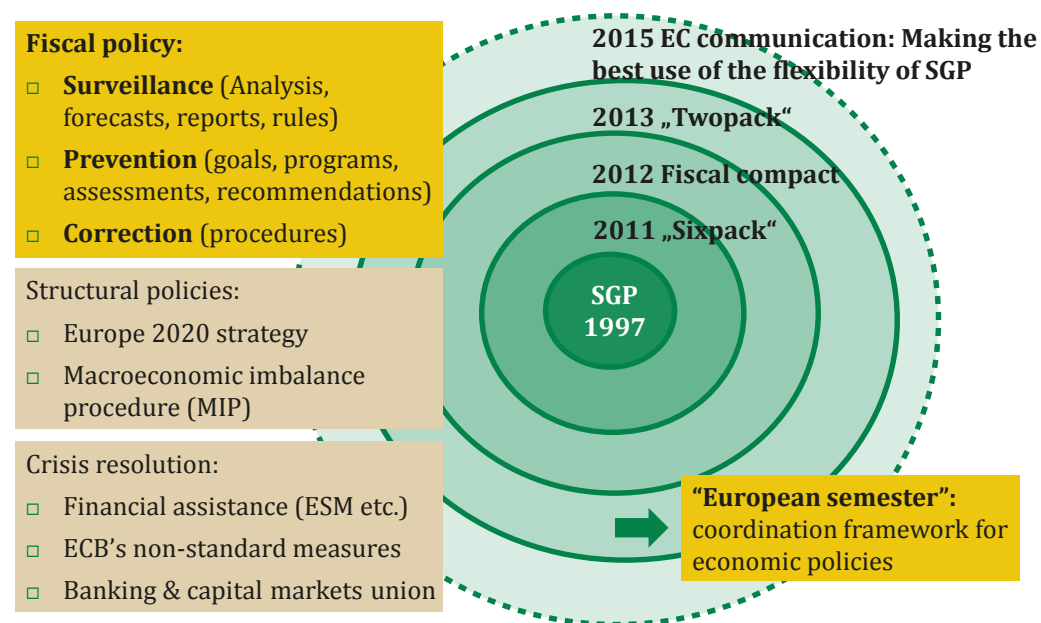 Fiscal policy:
▫ Surveillance (Analysis,
forecasts, reports, rules)
▫ Prevention (goals, programs,
assessments, recommendations)
▫ Correction (procedures)
Structural policies:
▫ Europe 2020 strategy
▫ Macroeconomic imbalance
procedure (MIP)
Crisis resolution:
▫ Financial assistance (ESM etc.)
▫ ECB's non-standard measures
▫ Banking & capital markets union
2015 EC communication: Making the
best use of the flexibility of SGP
2013 „Twopack“
2012 Fiscal compact
2011 „Sixpack“
SGP
1997
“European semester”:
coordination framework for
economic policies